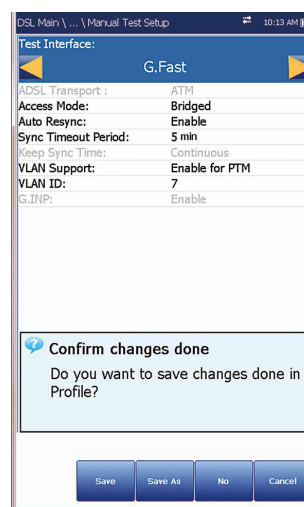 DSL Main \ ... \ Manual Test Setup 10:13 AM
Test Interface:
G.Fast
ADSL Transport : ATM
Access Mode: Bridged
Auto Resync: Enable
Sync Timeout Period: 5 min
Keep Sync Time: Continuous
VLAN Support: Enable for PTM
VLAN ID: 7
G.INP: Enable
Confirm changes done
Do you want to save changes done in
Profile?
Save Save As No Cancel